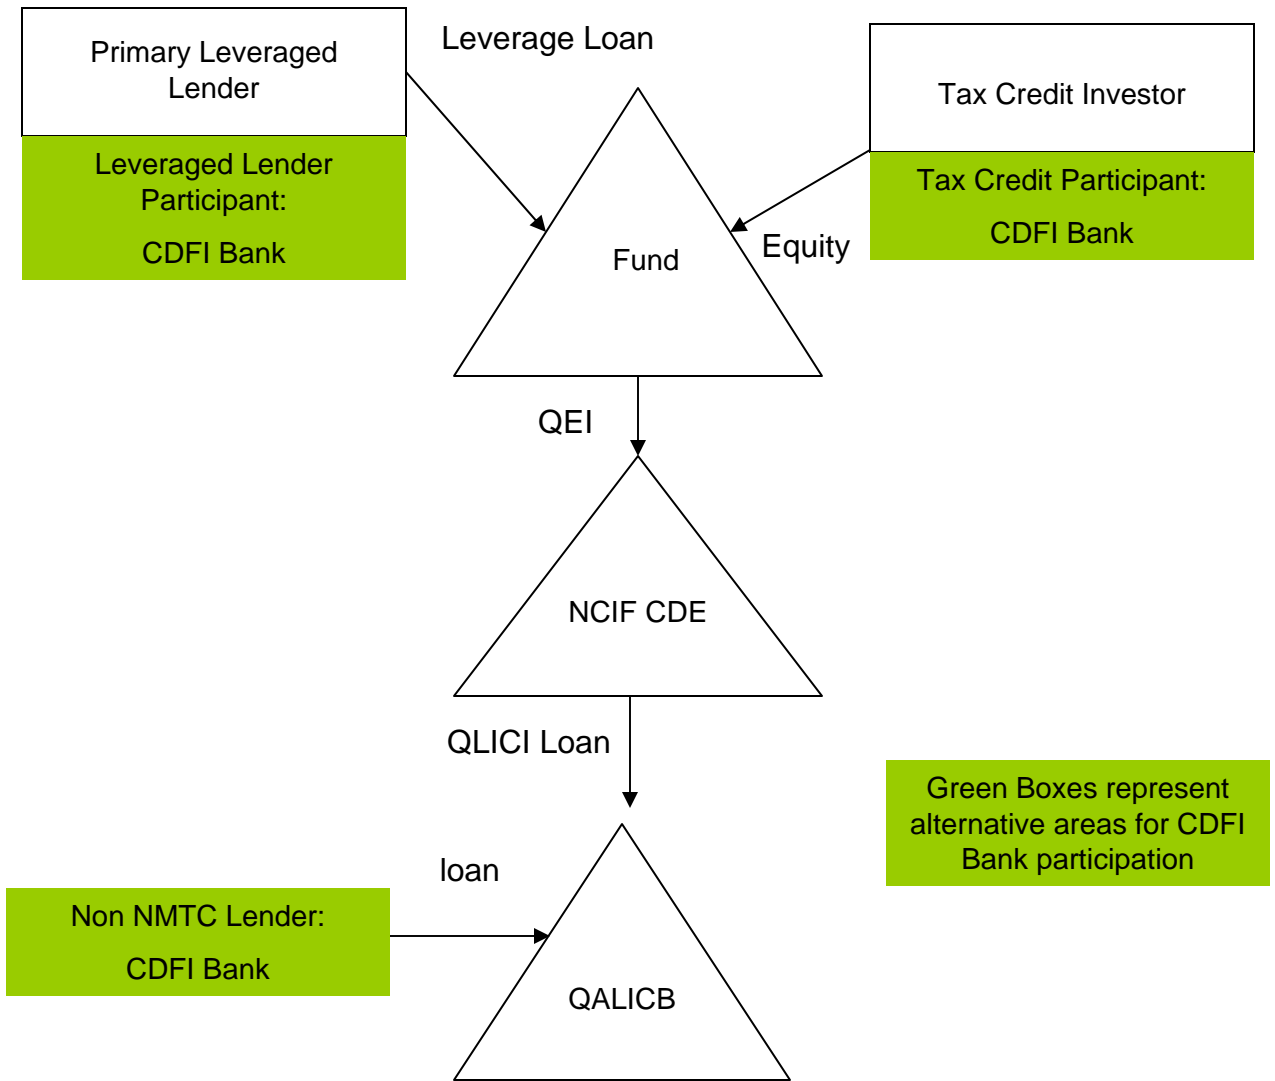 Primary Leveraged
Lender
Leverage Loan
Tax Credit Investor
Leveraged Lender
Participant:
CDFI Bank
Tax Credit Participant:
CDFI Bank
Equity
Fund
QEI
NCIF CDE
QLICI Loan
Green Boxes represent
alternative areas for CDFI
Bank participation
loan
Non NMTC Lender:
CDFI Bank
QALICB